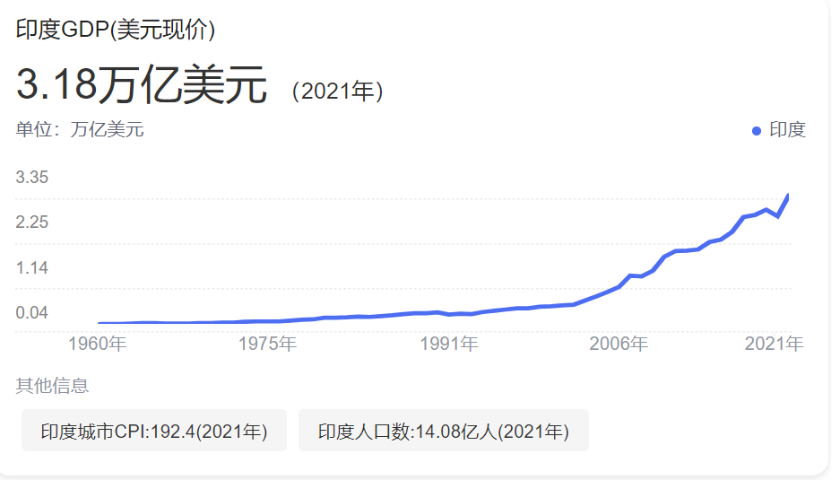 印度GDP(美元现价)
3.18万亿美元 (2021年)
单位：万亿美元 印度
3.35
2.25
1.14
0.04
1960年 1975年 1991年 2006年 2021年
其他信息
印度城市CPI:192.4(2021年) 印度人口数:14.08亿人(2021年)